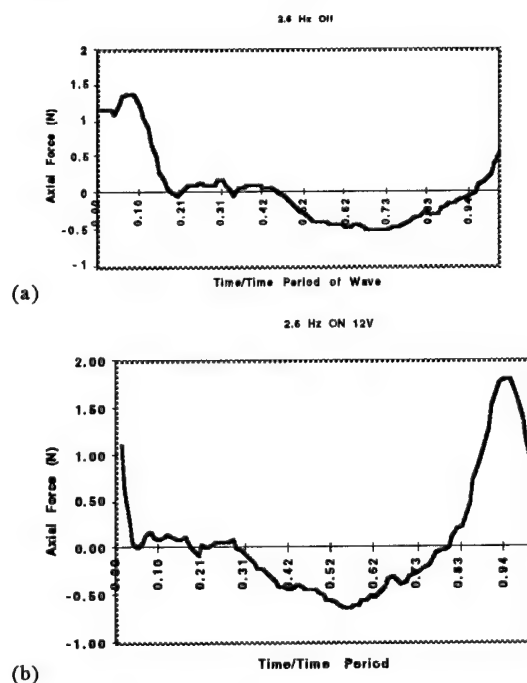 2.6 Hz Off
2
1.5
1
0.5
0
-0.5
-1
Axial Force (N)
0.00 0.10 0.21 0.31 0.42 0.52 0.62 0.73 0.83 0.94
Time/Time Period of Wave
(a)
2.6 Hz ON 12V
2.00
1.50
1.00
0.50
0.00
-0.50
-1.00
Axial Force (N)
0.00 0.10 0.21 0.31 0.42 0.52 0.62 0.73 0.83 0.94
Time/Time Period
(b)